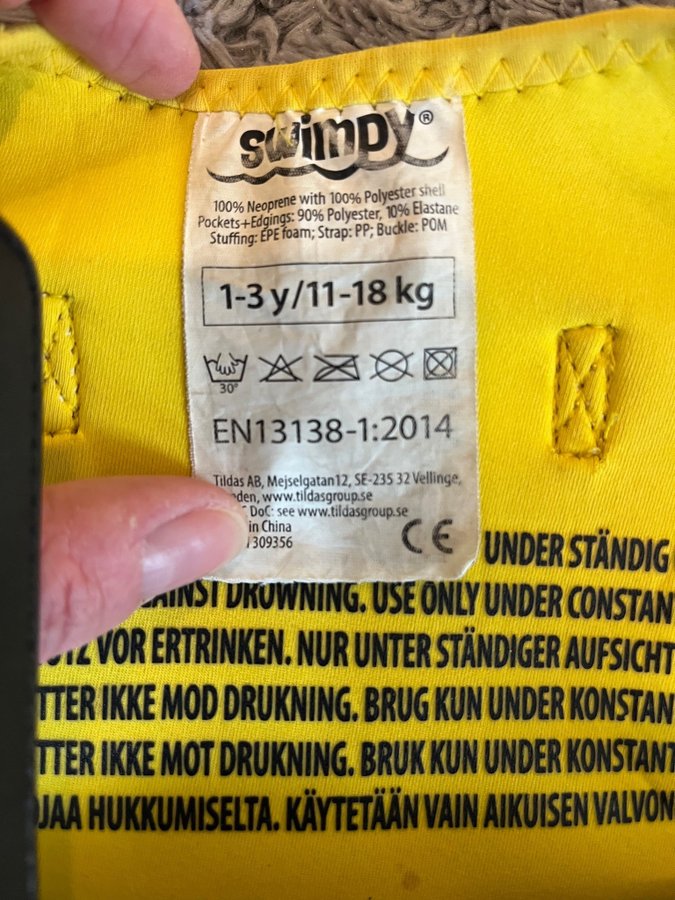 swimpy®
100% Neoprene with 100% Polyester shell
Pockets+Edgings: 90% Polyester, 10% Elastane
Stuffing: EPE foam; Strap: PP; Buckle: POM
1-3 y/11-18 kg
30°
EN13138-1:2014
Tildas AB, Mejselgatan12, SE-235 32 Vellinge,
den, www.tildasgroup.se
DoC: see www.tildasgroup.se
in China
309356
CE
UNDER STÄNDIG
AINST DROWNING. USE ONLY UNDER CONSTAN
TZ VOR ERTRINKEN. NUR UNTER STÄNDIGER AUFSICHT
TTER IKKE MOD DRUKNING. BRUG KUN UNDER KONSTAN
TTER IKKE MOT DRUKNING. BRUK KUN UNDER KONSTANT
OJAA HUKKUMISELTA. KÄYTETÄÄN VAIN AIKUISEN VALVON